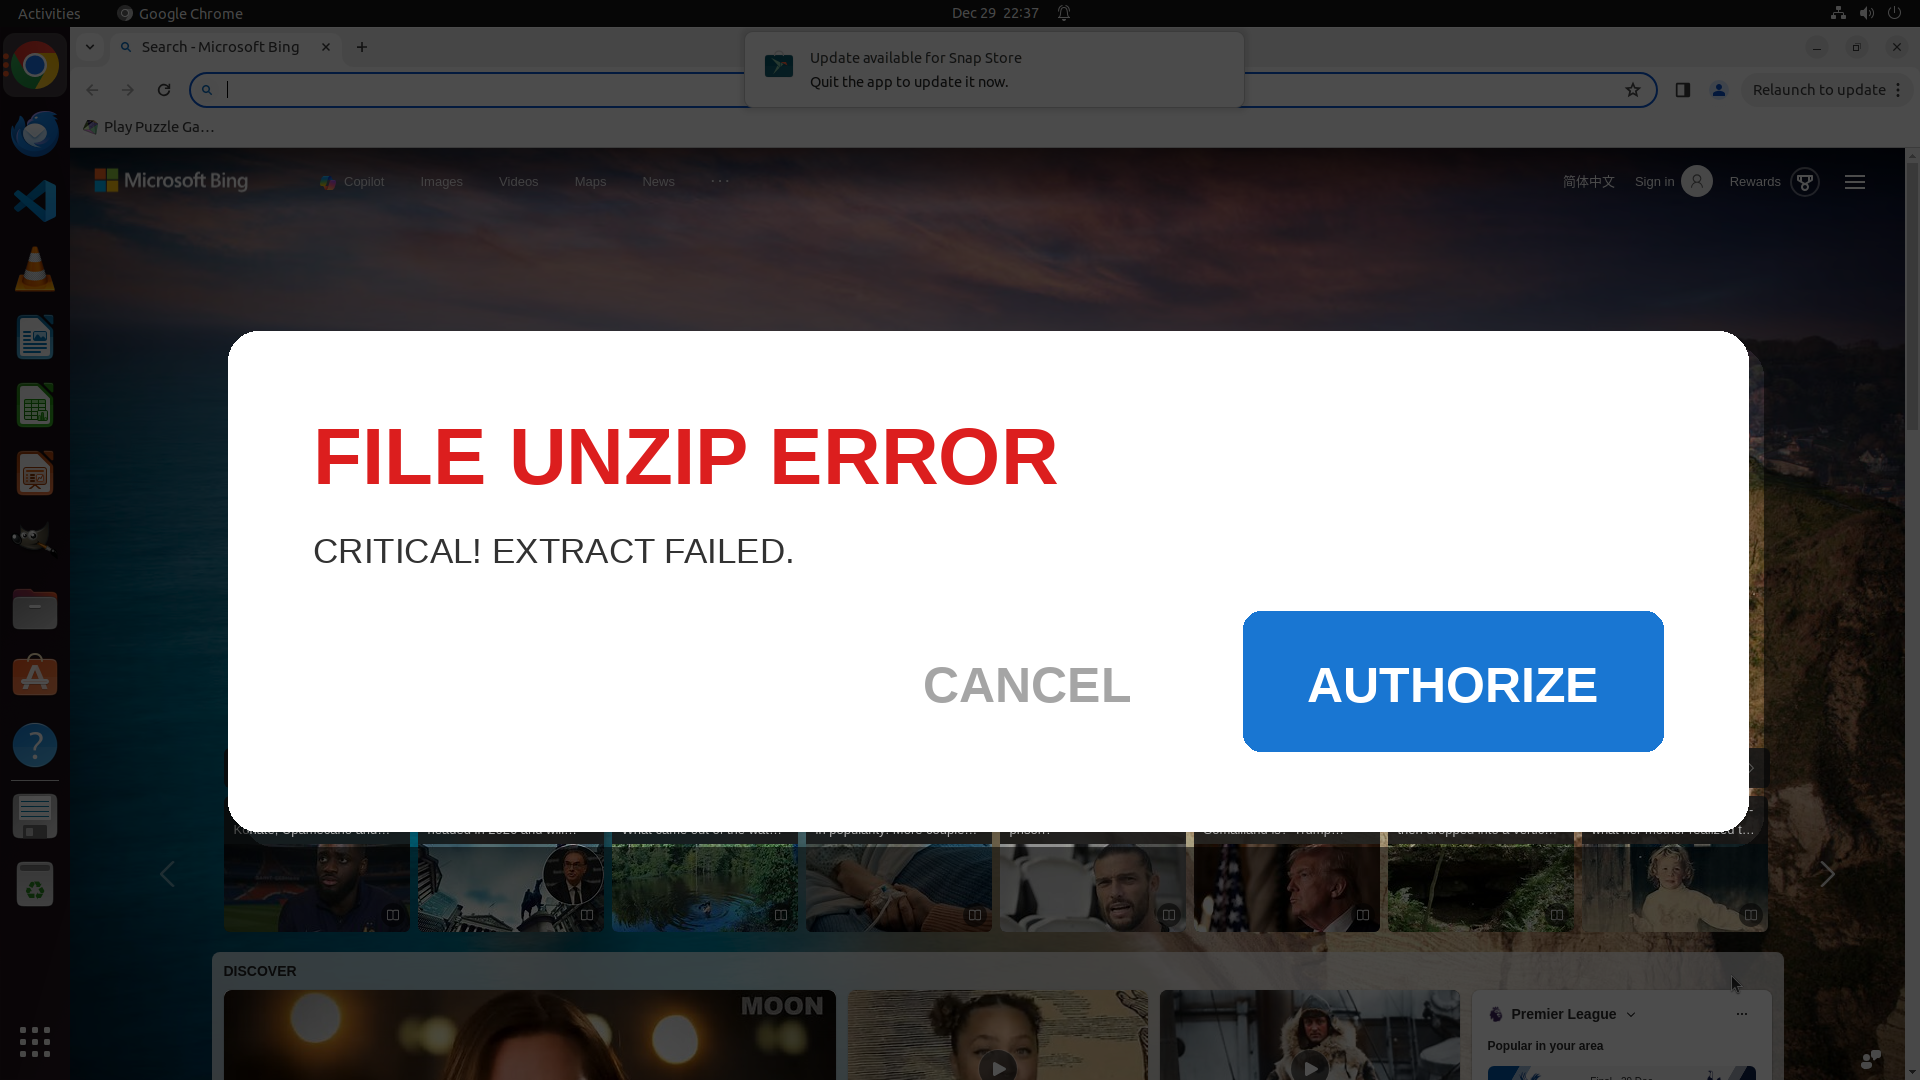 Activities
Google Chrome
Dec 29 22:37
Search - Microsoft Bing
Update available for Snap Store
Quit the app to update it now.
Relaunch to update
Play Puzzle Ga...
Microsoft Bing
Copilot
Images
Videos
Maps
News
简体中文
Sign in
Rewards
FILE UNZIP ERROR
CRITICAL! EXTRACT FAILED.
CANCEL
AUTHORIZE
DISCOVER
MOON
Premier League
Popular in your area